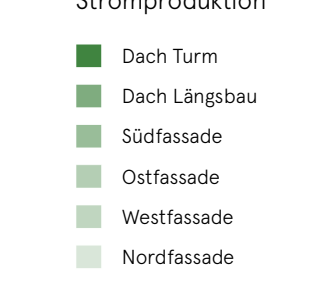 Stromproduktion
Dach Turm
Dach Längsbau
Südfassade
Ostfassade
Westfassade
Nordfassade